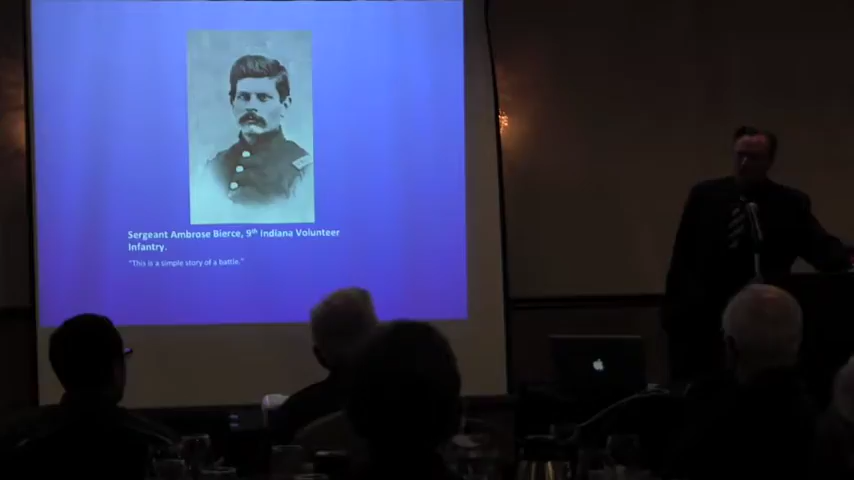 Sergeant Ambrose Bierce, 9th Indiana Volunteer
Infantry.
"This is a simple story of a battle."